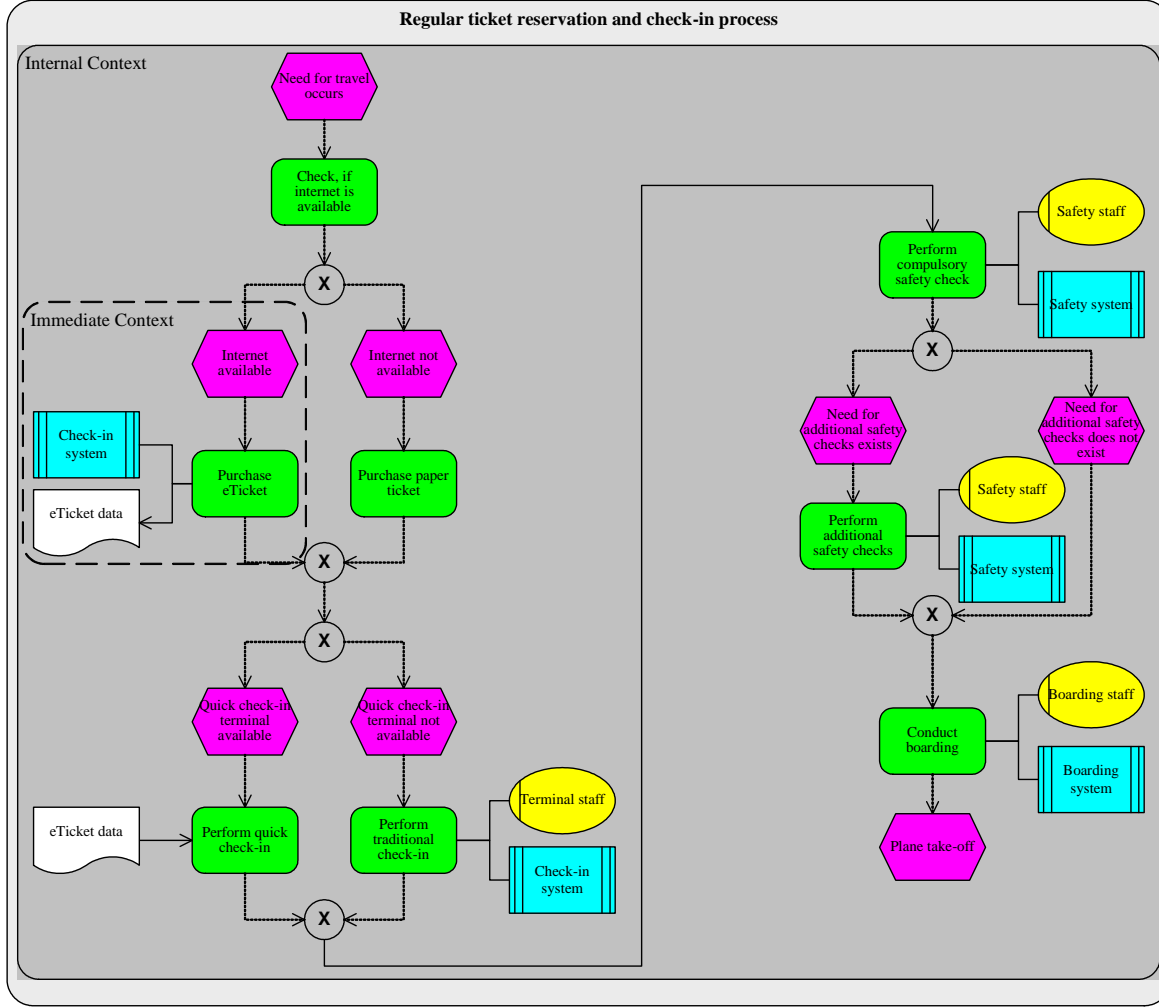 Regular ticket reservation and check-in process
Internal Context
Need for travel
occurs
Check, if
internet is
available
X
Immediate Context
Internet
available
Internet not
available
Check-in
system
eTicket data
Purchase
eTicket
Purchase paper
ticket
X
X
Quick check-in
terminal
available
Quick check-in
terminal not
available
eTicket data
Perform quick
check-in
Perform
traditional
check-in
Terminal staff
Check-in
system
X
Perform
compulsory
safety check
Safety staff
Safety system
X
Need for
additional safety
checks exists
Need for
additional safety
checks does not
exist
Perform
additional
safety checks
Safety staff
Safety system
X
Conduct
boarding
Boarding staff
Boarding
system
Plane take-off